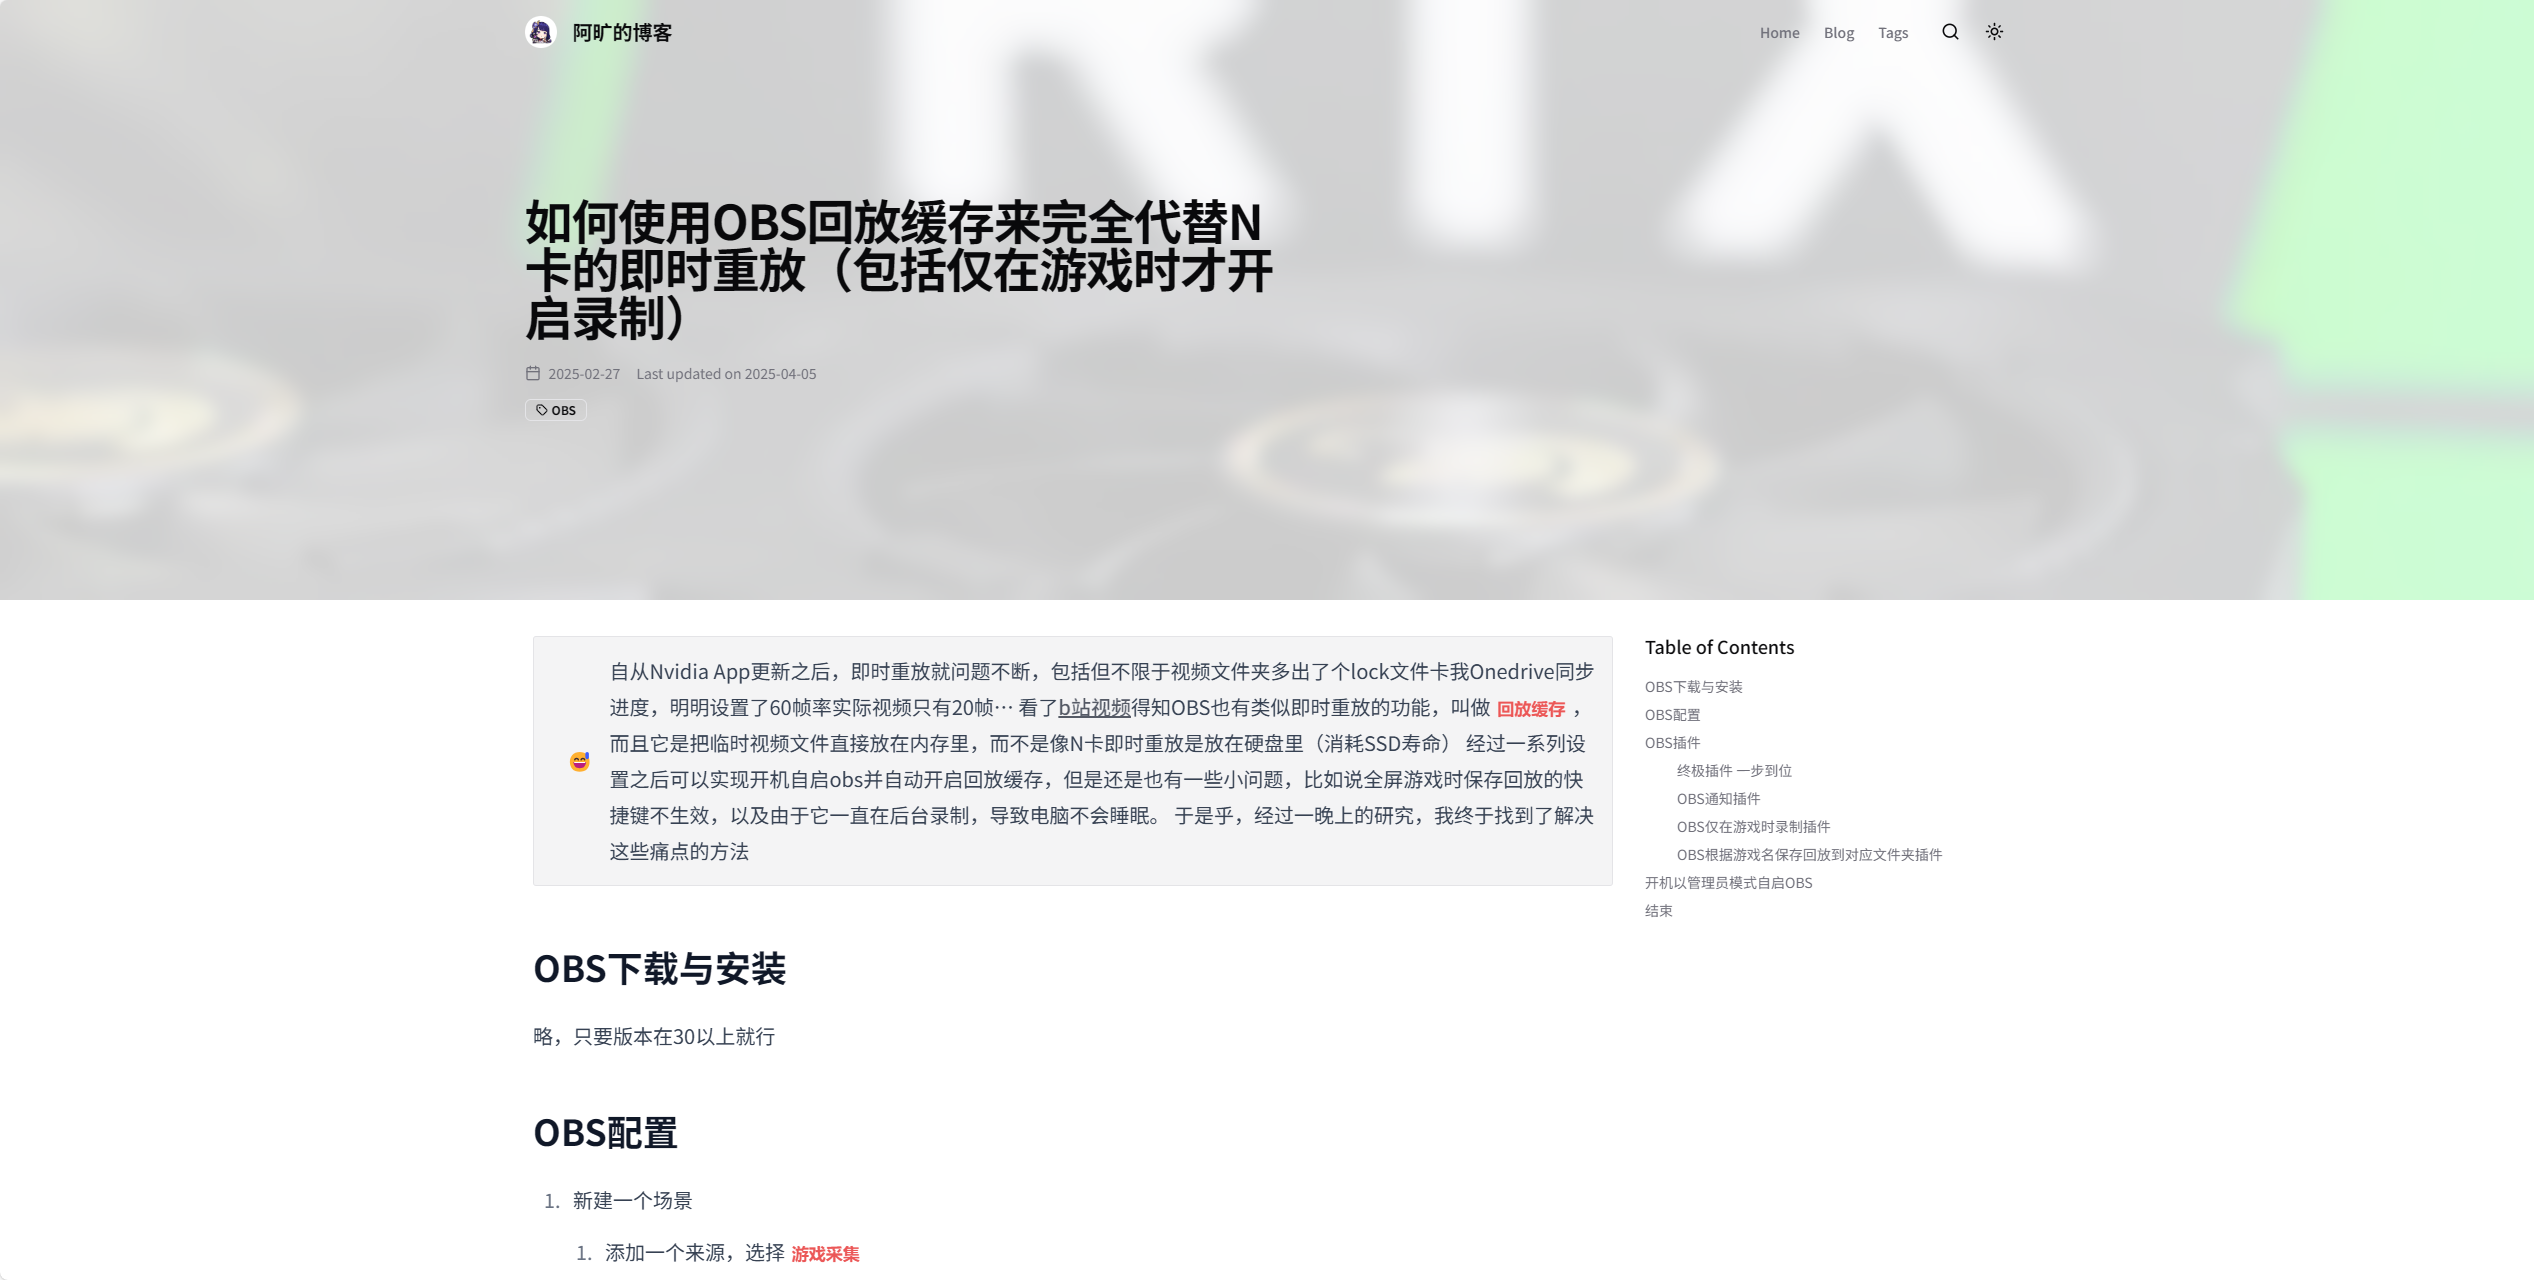 阿旷的博客
Home Blog Tags
如何使用OBS回放缓存来完全代替N
卡的即时重放（包括仅在游戏时才开
启录制）
2025-02-27 Last updated on 2025-04-05
OBS
自从Nvidia App更新之后，即时重放就问题不断，包括但不限于视频文件夹多出了个lock文件卡我Onedrive同步
进度，明明设置了60帧率实际视频只有20帧… 看了b站视频得知OBS也有类似即时重放的功能，叫做 回放缓存 ，
而且它是把临时视频文件直接放在内存里，而不是像N卡即时重放是放在硬盘里（消耗SSD寿命） 经过一系列设
置之后可以实现开机自启obs并自动开启回放缓存，但是还是也有一些小问题，比如说全屏游戏时保存回放的快
捷键不生效，以及由于它一直在后台录制，导致电脑不会睡眠。 于是乎，经过一晚上的研究，我终于找到了解决
这些痛点的方法
Table of Contents
OBS下载与安装
OBS配置
OBS插件
终极插件 一步到位
OBS通知插件
OBS仅在游戏时录制插件
OBS根据游戏名保存回放到对应文件夹插件
开机以管理员模式自启OBS
结束
OBS下载与安装
略，只要版本在30以上就行
OBS配置
1. 新建一个场景
1. 添加一个来源，选择 游戏采集